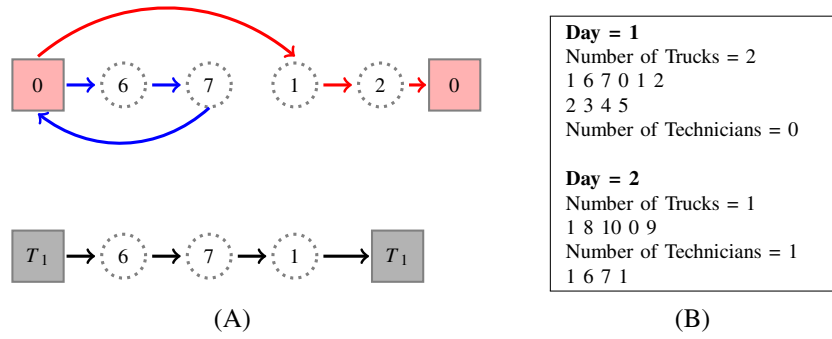 0 6 7 1 2 0
T 1 6 7 1 T 1
(A)
Day = 1
Number of Trucks = 2
1 6 7 0 1 2
2 3 4 5
Number of Technicians = 0
Day = 2
Number of Trucks = 1
1 8 10 0 9
Number of Technicians = 1
1 6 7 1
(B)